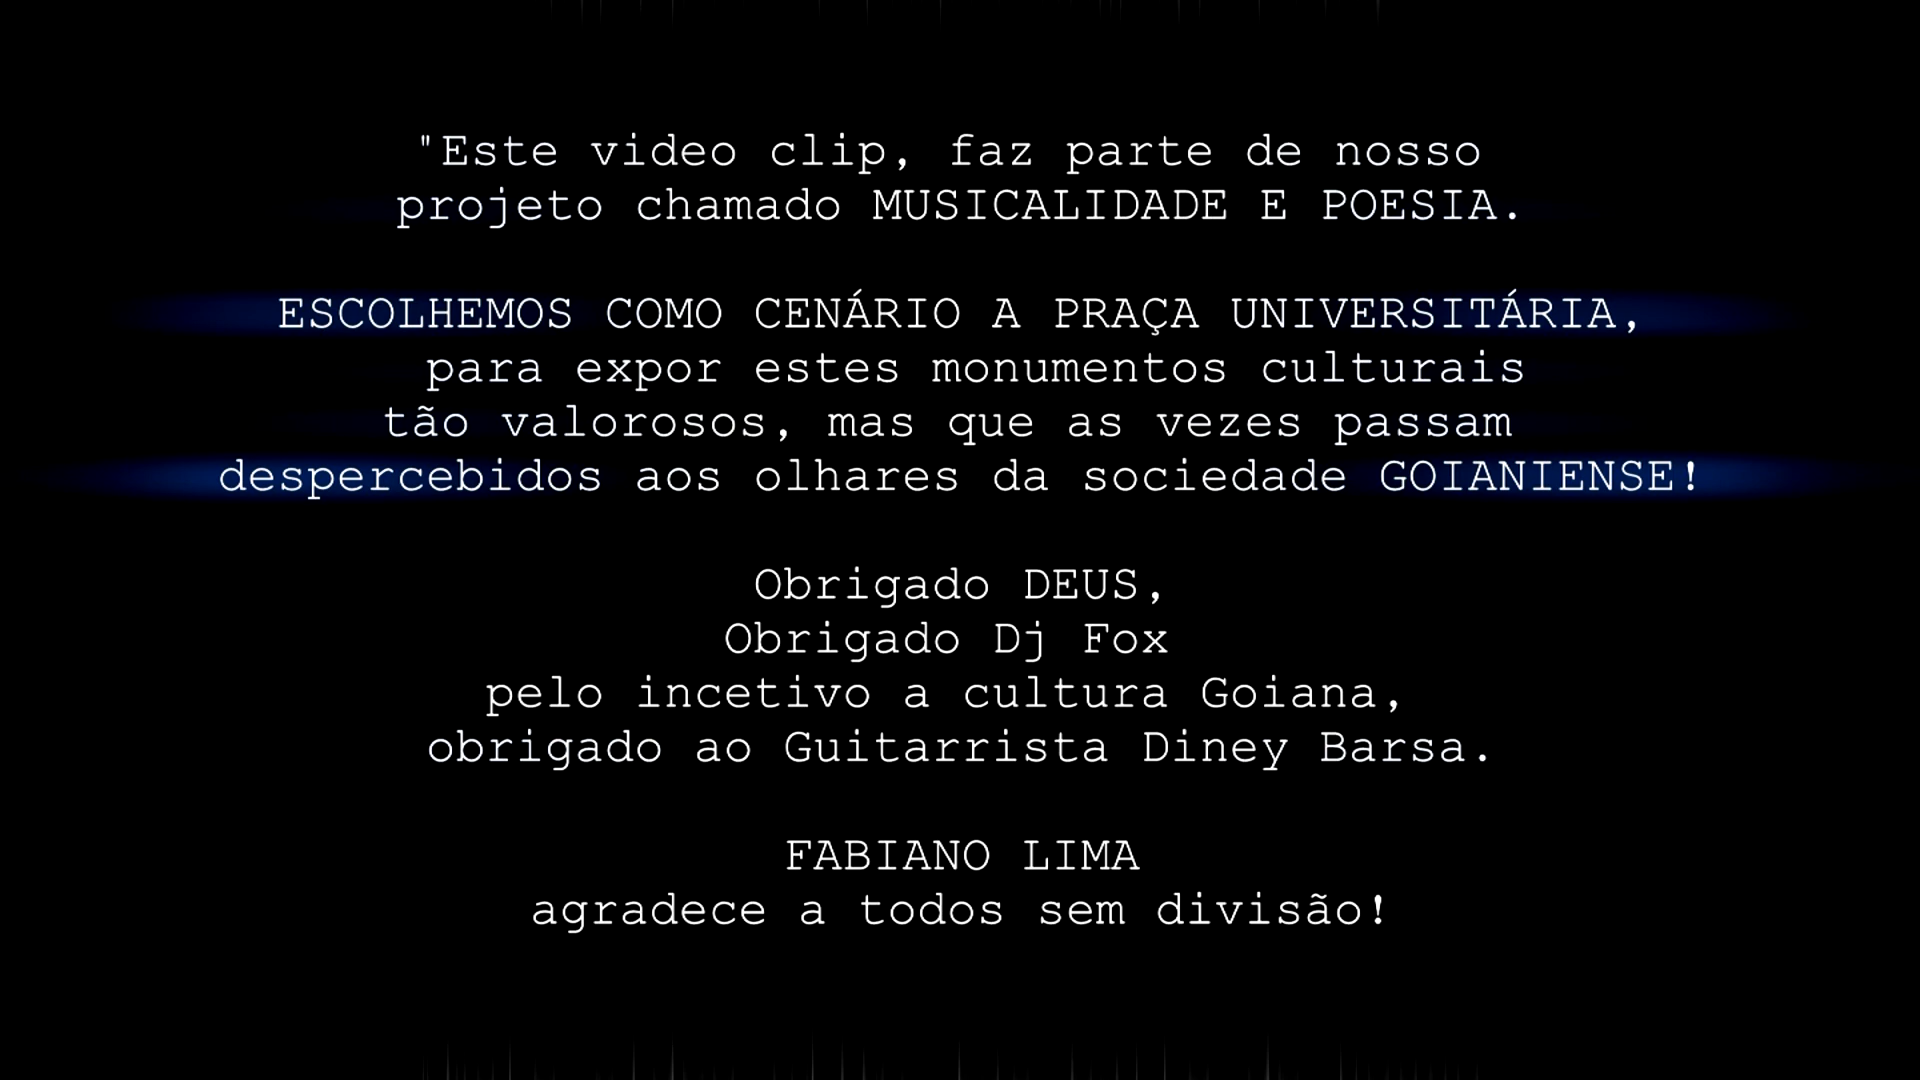 "Este video clip, faz parte de nosso
projeto chamado MUSICALIDADE E POESIA.
ESCOLHEMOS COMO CENÁRIO A PRAÇA UNIVERSITÁRIA,
para expor estes monumentos culturais
tão valorosos, mas que as vezes passam
despercebidos aos olhares da sociedade GOIANIENSE!
Obrigado DEUS,
Obrigado Dj Fox
pelo incetivo a cultura Goiana,
obrigado ao Guitarrista Diney Barsa.
FABIANO LIMA
agradece a todos sem divisão!